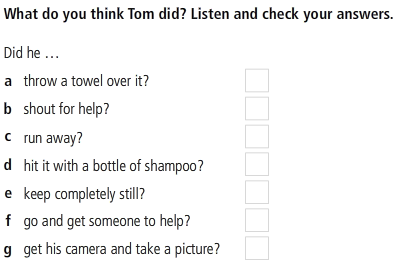 What do you think Tom did? Listen and check your answers.
Did he …
a throw a towel over it?
b shout for help?
c run away?
d hit it with a bottle of shampoo?
e keep completely still?
f go and get someone to help?
g get his camera and take a picture?